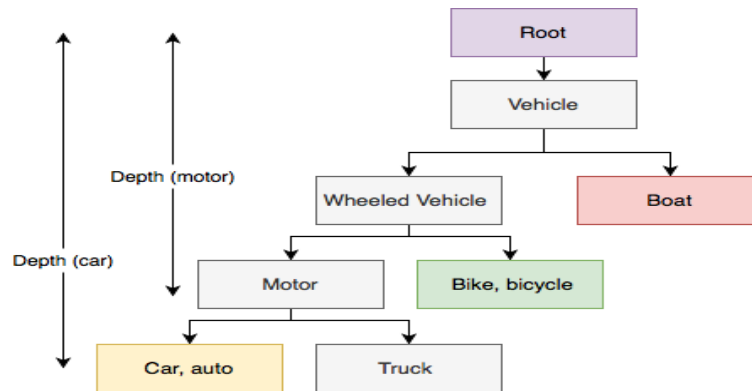 Root
Vehicle
Depth (motor)
Wheeled Vehicle
Boat
Depth (car)
Motor
Bike, bicycle
Car, auto
Truck